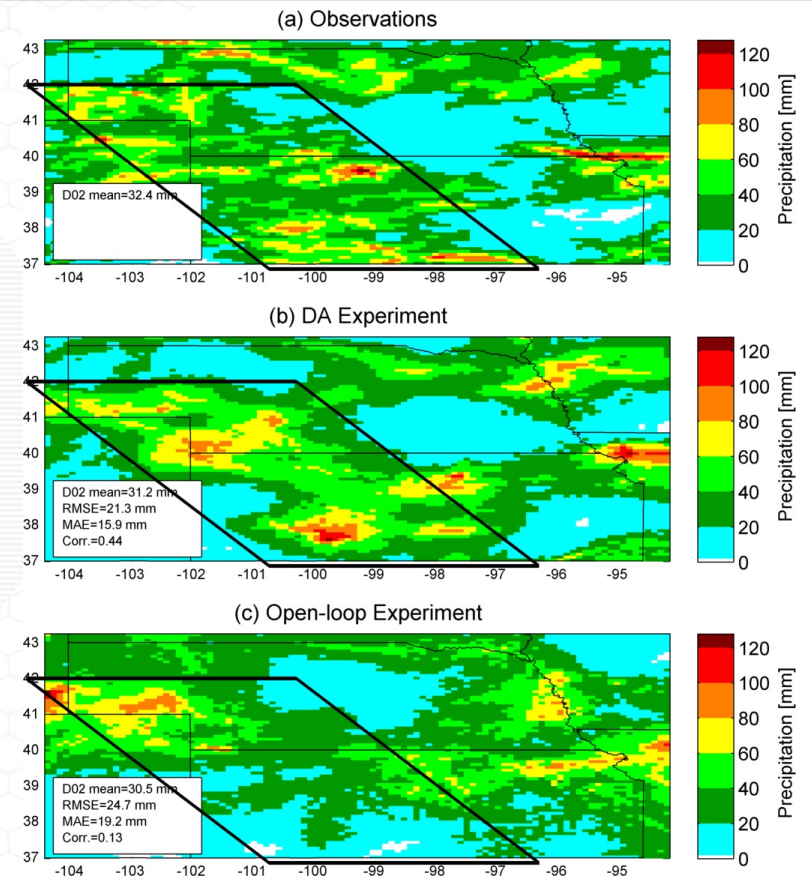 (a) Observations
43
42
41
40
39
38
37
D02 mean=32.4 mm
-104 -103 -102 -101 -100 -99 -98 -97 -96 -95
120
100
80
60
40
20
0
Precipitation [mm]
(b) DA Experiment
43
42
41
40
39
38
37
D02 mean=31.2 mm
RMSE=21.3 mm
MAE=15.9 mm
Corr.=0.44
-104 -103 -102 -101 -100 -99 -98 -97 -96 -95
120
100
80
60
40
20
0
Precipitation [mm]
(c) Open-loop Experiment
43
42
41
40
39
38
37
D02 mean=30.5 mm
RMSE=24.7 mm
MAE=19.2 mm
Corr.=0.13
-104 -103 -102 -101 -100 -99 -98 -97 -96 -95
120
100
80
60
40
20
0
Precipitation [mm]